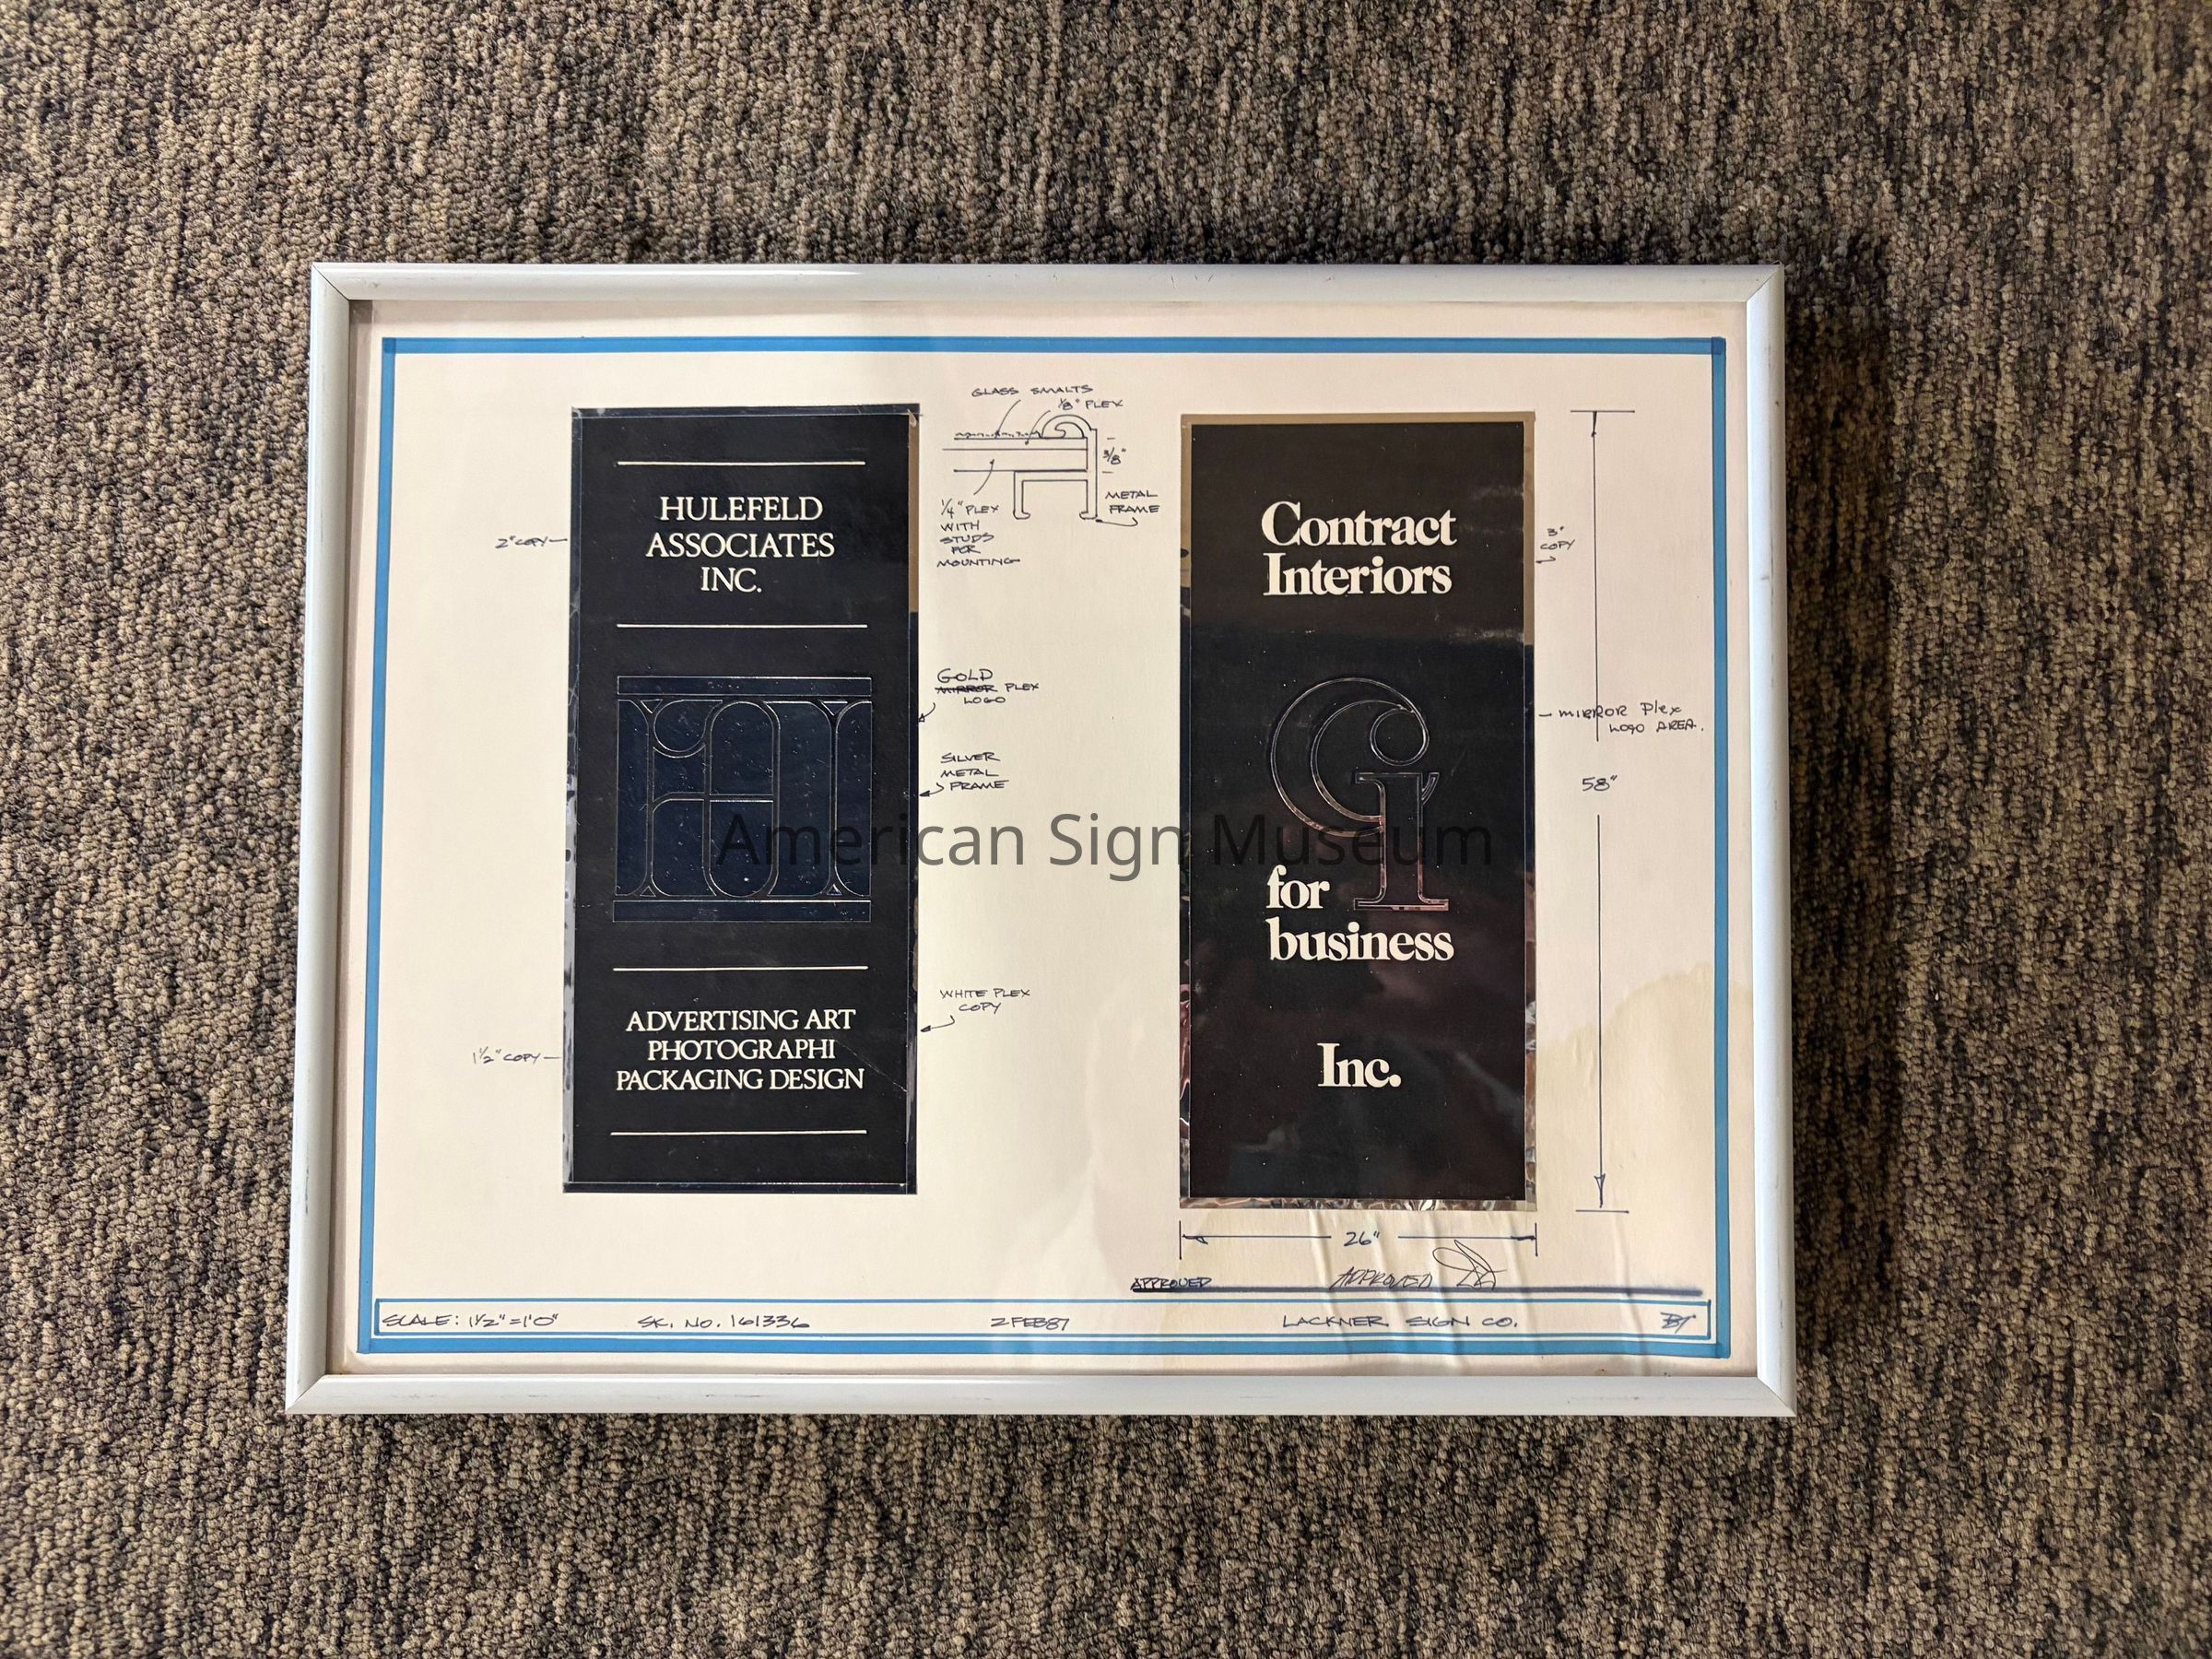 GLASS SMALTS
1/8" PLEX
3/8"
METAL
FRAME
1/4" PLEX
WITH
STUDS
FOR
MOUNTING
2" COPY
HULEFELD
ASSOCIATES
INC.
GOLD
MIRROR PLEX
LOGO
SILVER
METAL
FRAME
WHITE PLEX
COPY
1 1/2" COPY
ADVERTISING ART
PHOTOGRAPHI
PACKAGING DESIGN
Contract
Interiors
3"
COPY
Ci
MIRROR Plex
LOGO AREA.
58"
for
business
Inc.
26"
American Sign Museum
APPROVED
APPROVED
SCALE: 1 1/2" = 1'0"
SK. NO. 161336
2FEB87
LACKNER SIGN CO.